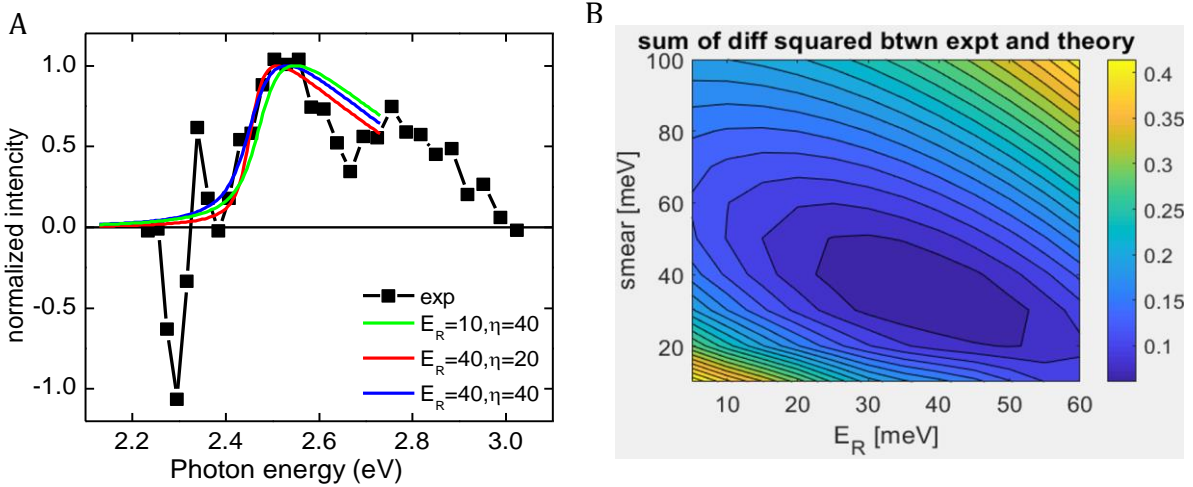 A
normalized intencity
1.0
0.5
0.0
-0.5
-1.0
exp
E_R=10,η=40
E_R=40,η=20
E_R=40,η=40
2.2 2.4 2.6 2.8 3.0
Photon energy (eV)
B
sum of diff squared btwn expt and theory
smear [meV]
100
80
60
40
20
10 20 30 40 50 60
E_R [meV]
0.4
0.35
0.3
0.25
0.2
0.15
0.1